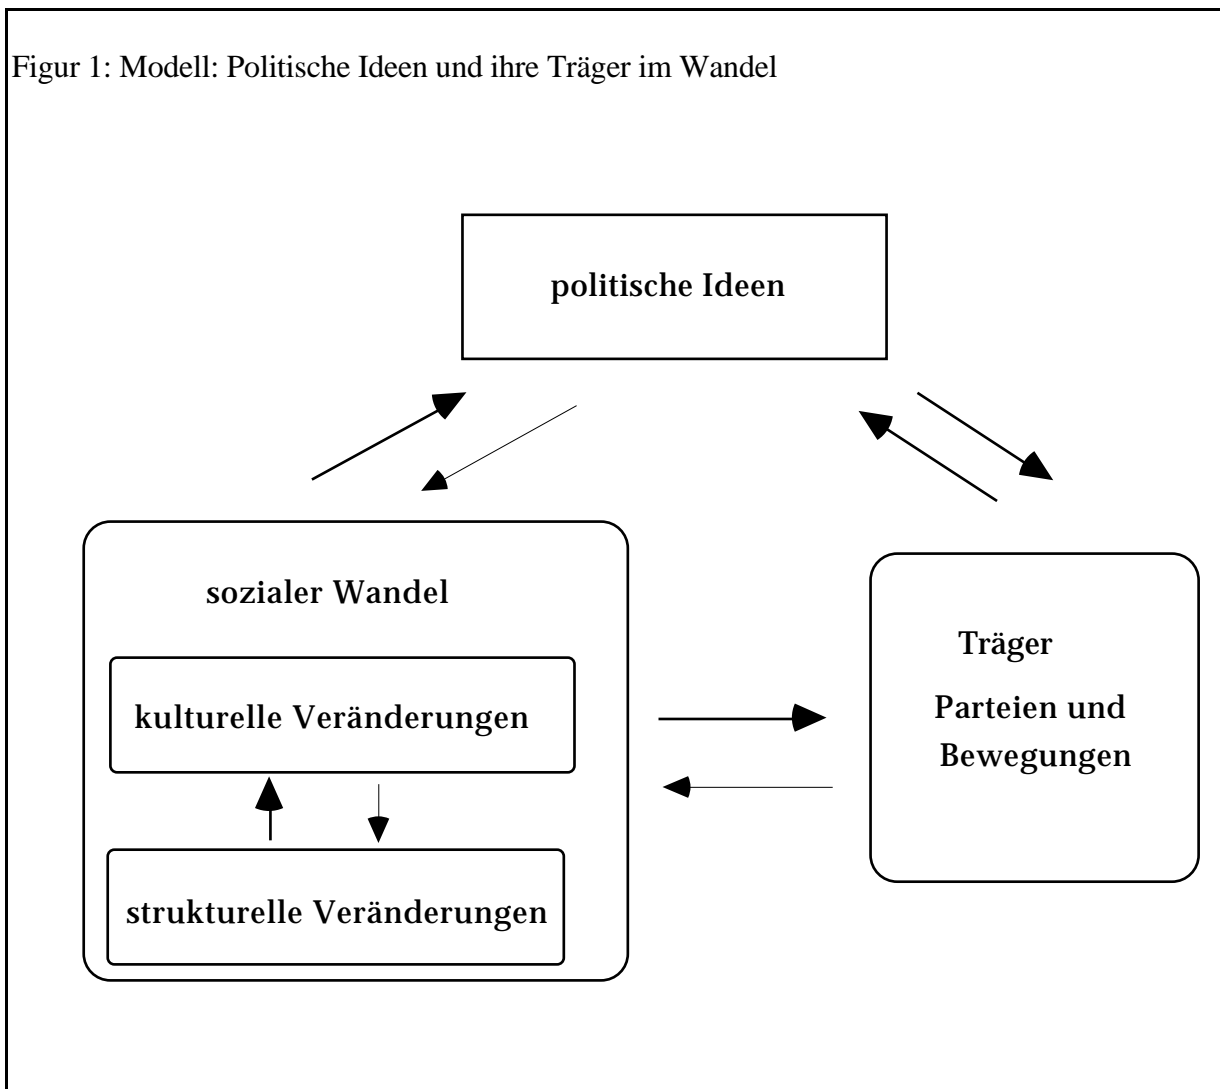 Figur 1: Modell: Politische Ideen und ihre Träger im Wandel
politische Ideen
sozialer Wandel
kulturelle Veränderungen
strukturelle Veränderungen
Träger
Parteien und
Bewegungen